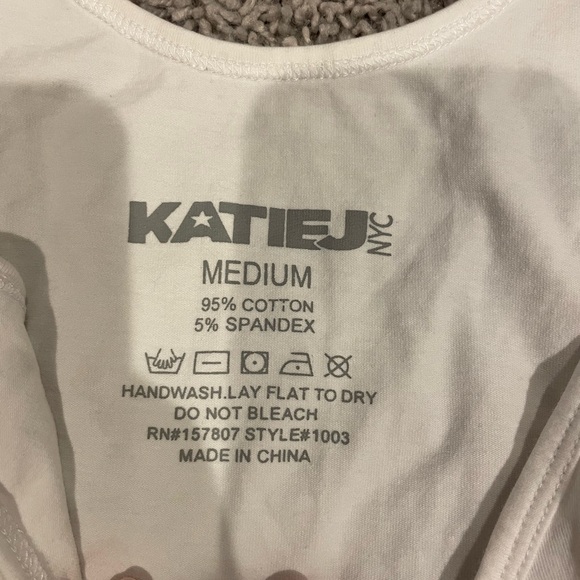 KATIEJ NYC
MEDIUM
95% COTTON
5% SPANDEX
HANDWASH.LAY FLAT TO DRY
DO NOT BLEACH
RN#157807 STYLE#1003
MADE IN CHINA